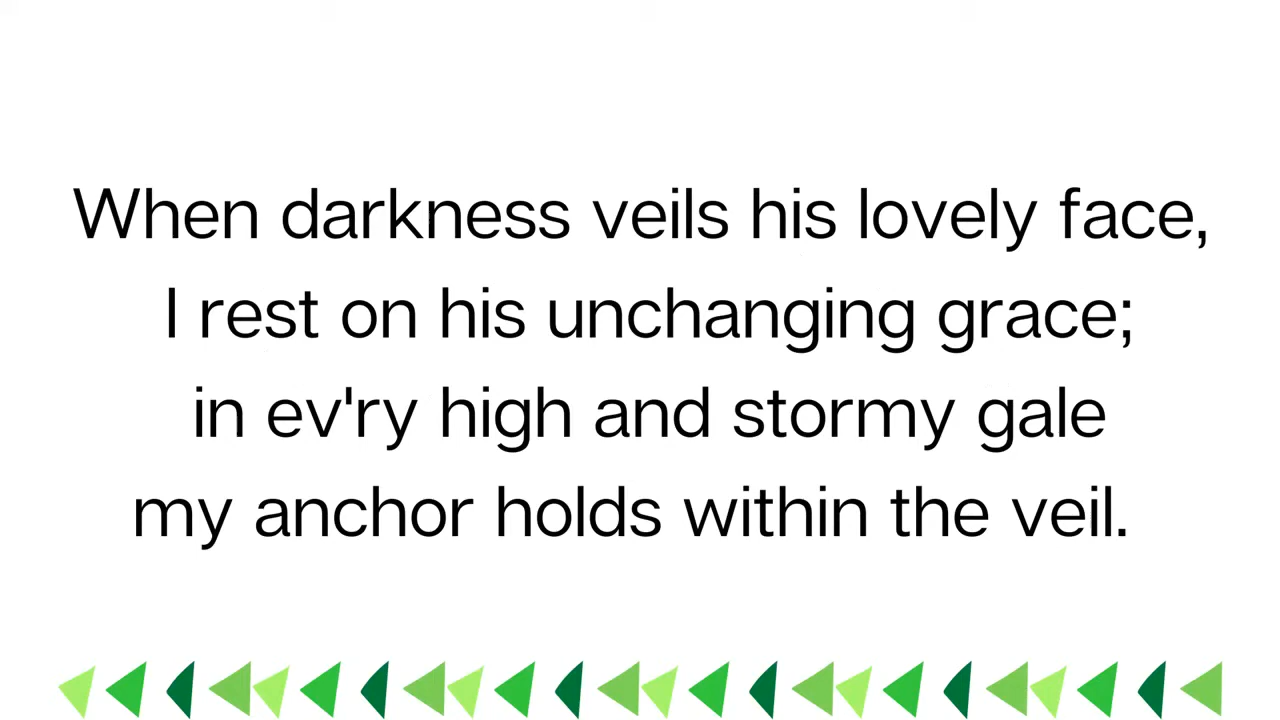 When darkness veils his lovely face,
I rest on his unchanging grace;
in ev'ry high and stormy gale
my anchor holds within the veil.